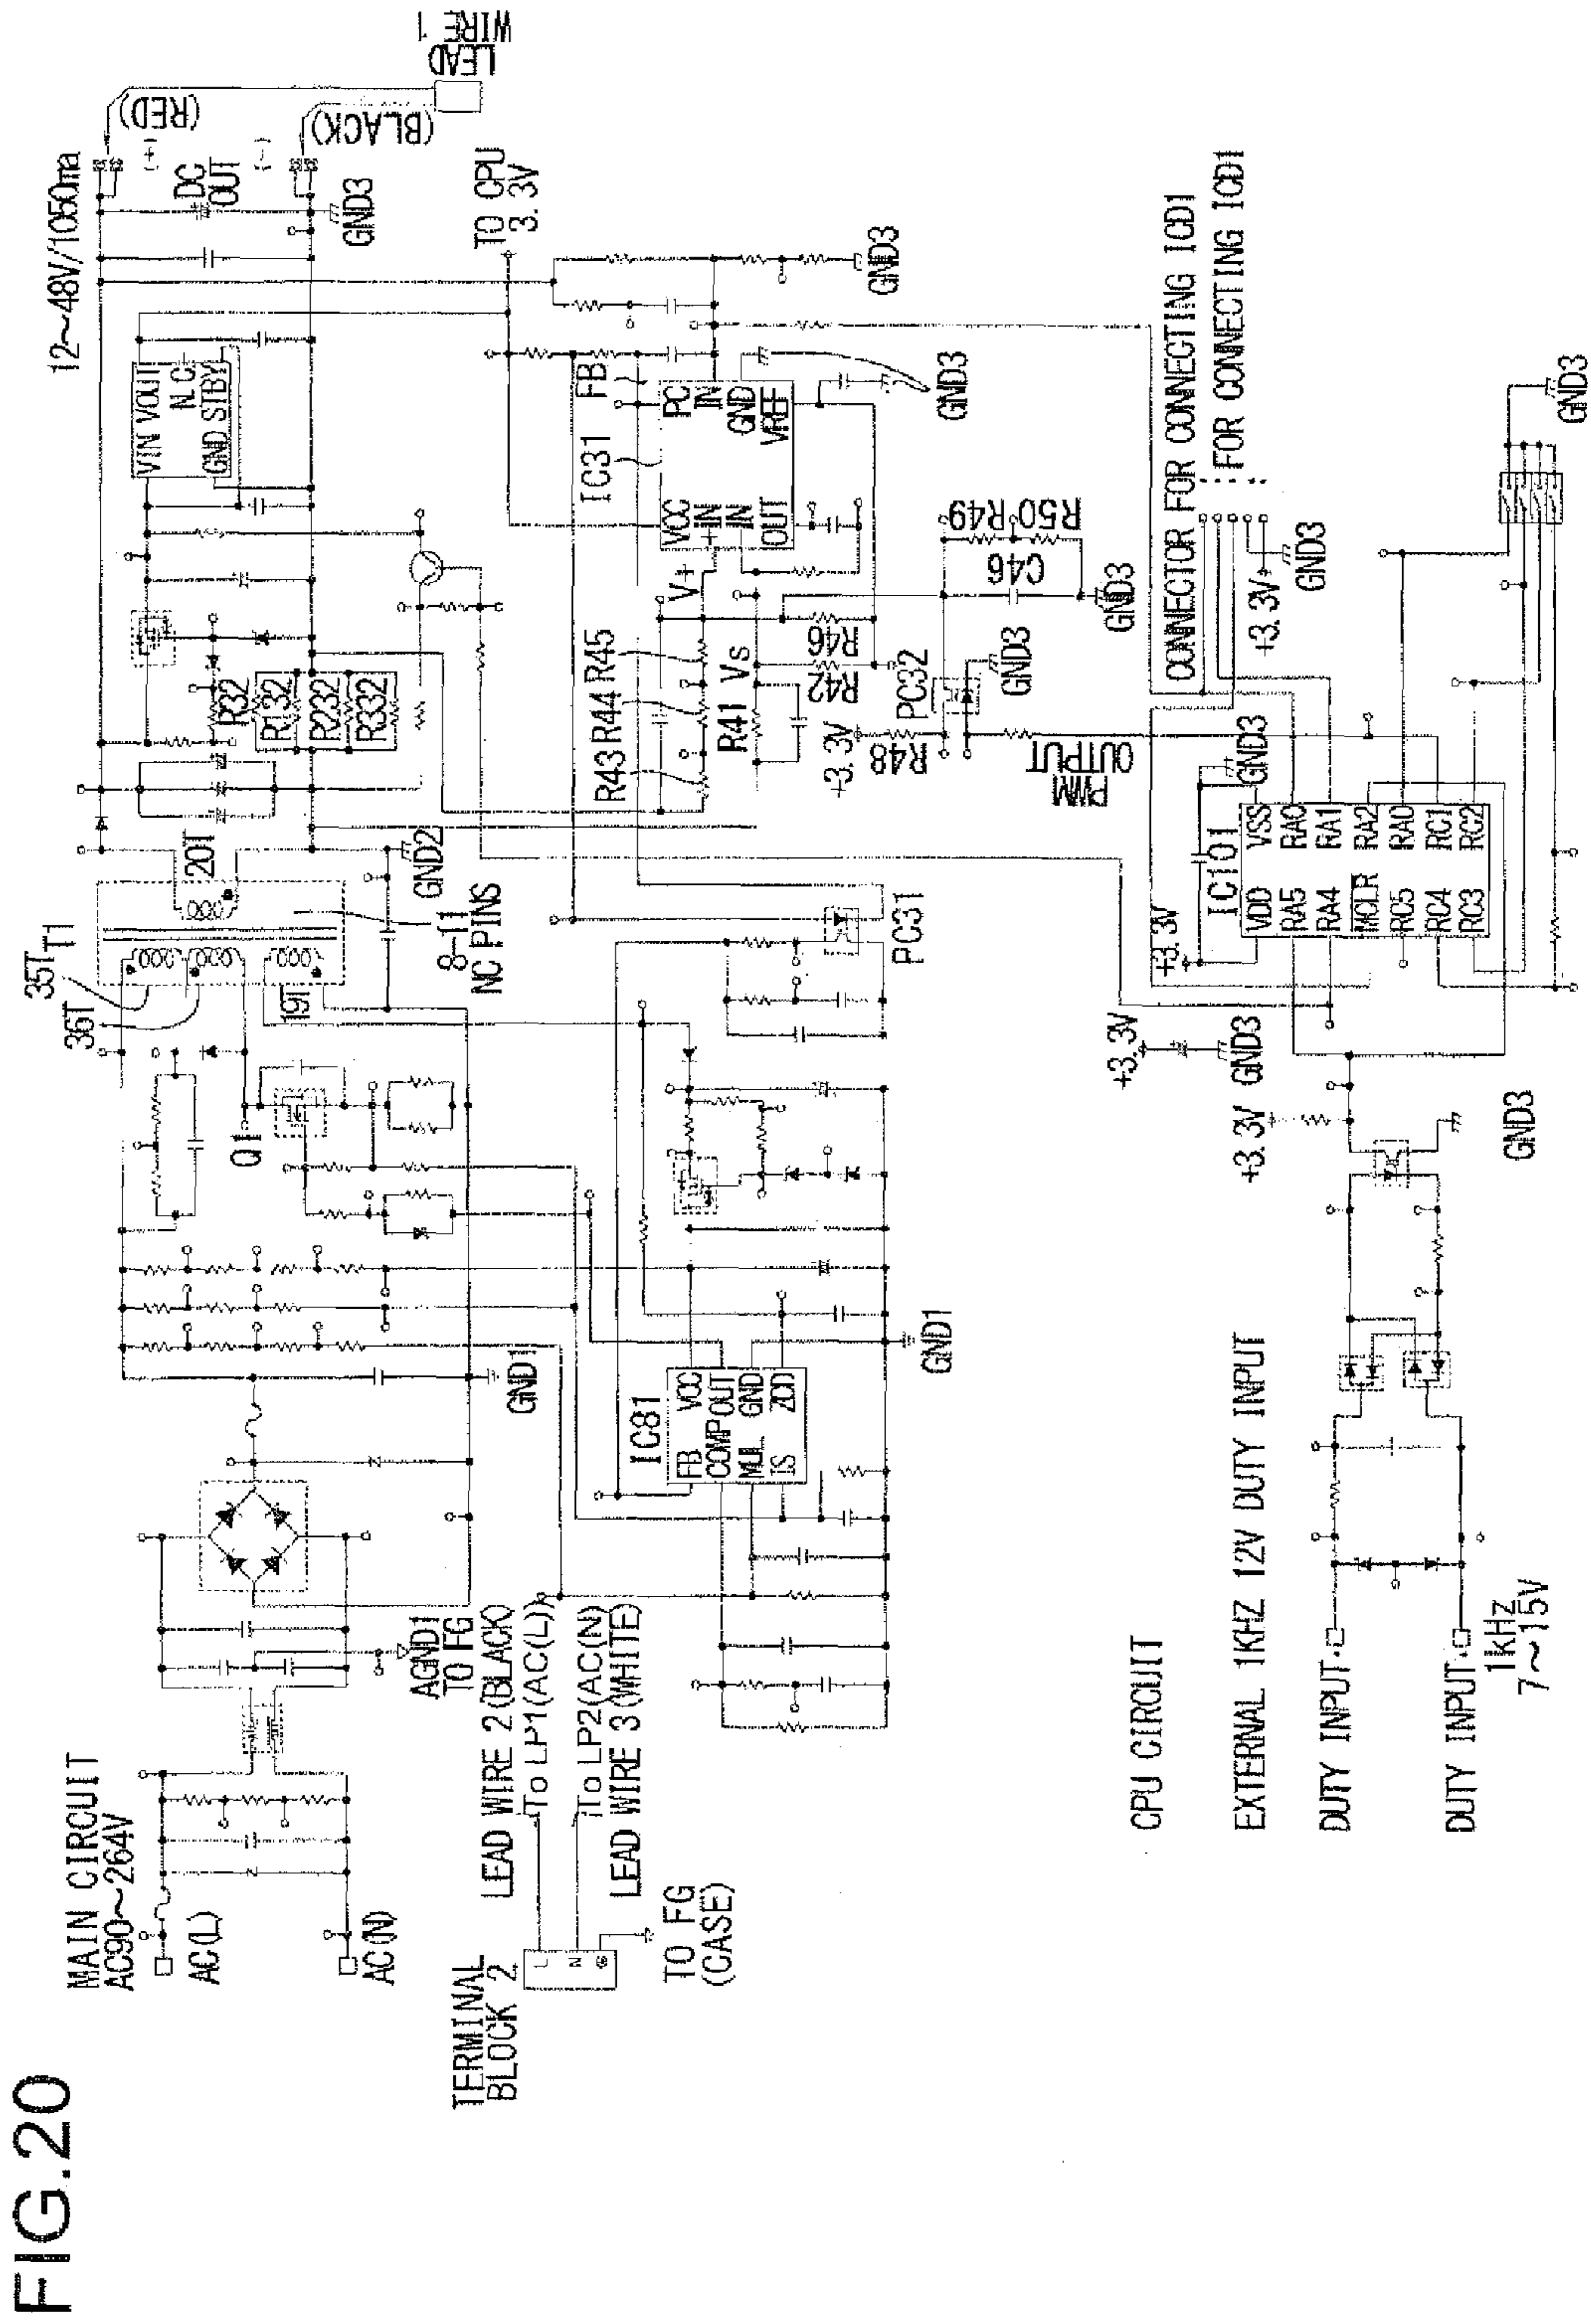 FIG.20
MAIN CIRCUIT
AC90~264V
AC(L)
AC(N)
AGND1
TO FG
GND1
36T
35T
T1
19T
20T
Q1
8-11
NC PINS
GND2
R32
R132
R232
R332
VIN VOUT
N.C
GND STBY
12~48V/1050ma
DC
OUT
(+)
(-)
(RED)
(BLACK)
LEAD
WIRE 1
GND3
TERMINAL
BLOCK 2
L
N
G
LEAD WIRE 2(BLACK)
To LP1(AC(L))
To LP2(AC(N)
LEAD WIRE 3(WHITE)
TO FG
(CASE)
IC81
FB VCC
COMP OUT
MUL GND
IS ZCD
GND1
PC31
R43
R44
R45
V+
R41
Vs
R42
R46
IC31
FB
VCC PC
+IN IN
IN GND
OUT VREF
TO CPU
3.3V
GND3
GND3
+3.3V
R48
PC32
GND3
PWM
OUTPUT
C46
R50
R49
GND3
CPU CIRCUIT
EXTERNAL 1KHZ 12V DUTY INPUT
DUTY INPUT
DUTY INPUT
1kHz
7~15V
+3.3V
GND3
+3.3V
GND3
+3.3V
IC101
GND3
VDD VSS
RA5 RA0
RA4 RA1
MCLR RA2
RC5 RA0
RC4 RC1
RC3 RC2
CONNECTOR FOR CONNECTING ICD1
FOR CONNECTING ICD1
+3.3V
GND3
GND3